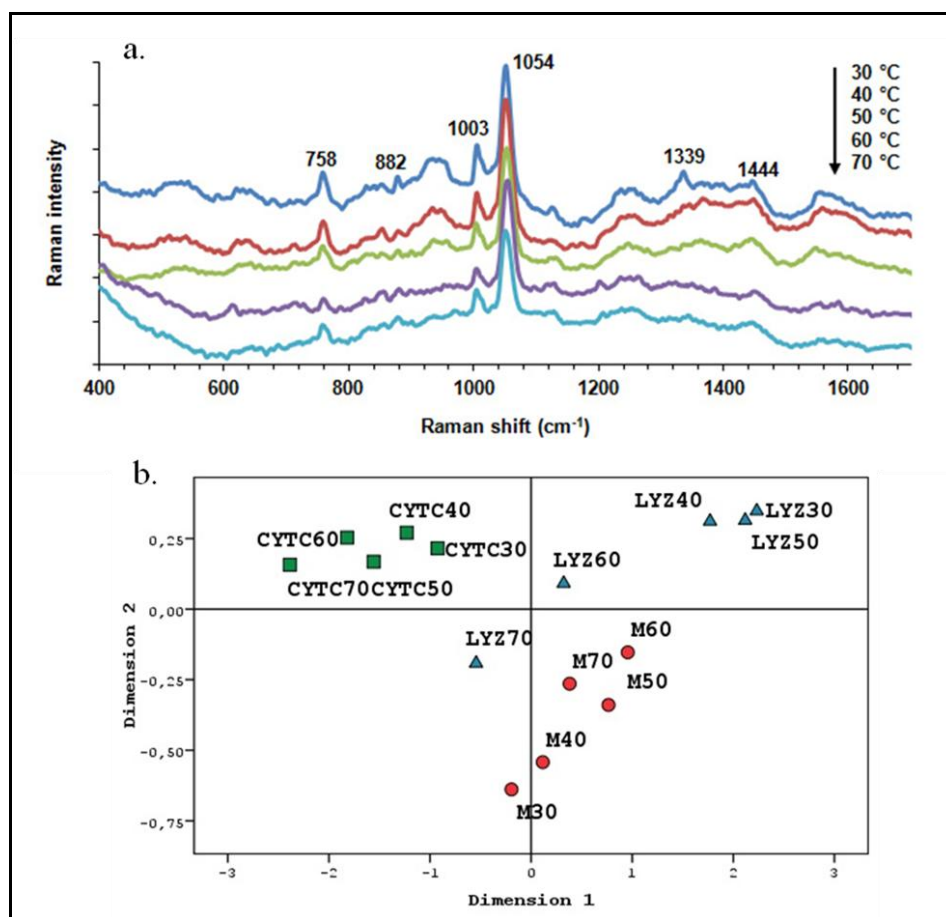 a.
1054
30 °C
40 °C
50 °C
60 °C
70 °C
1003
758
882
1339
1444
Raman intensity
400 600 800 1000 1200 1400 1600
Raman shift (cm-1)
b.
CYTC40
LYZ40
LYZ30
CYTC60
CYTC30
LYZ50
0,25
LYZ60
CYTC70CYTC50
0,00
LYZ70
M60
M70
-0,25
M50
M40
-0,50
M30
-0,75
Dimension 2
-3 -2 -1 0 1 2 3
Dimension 1